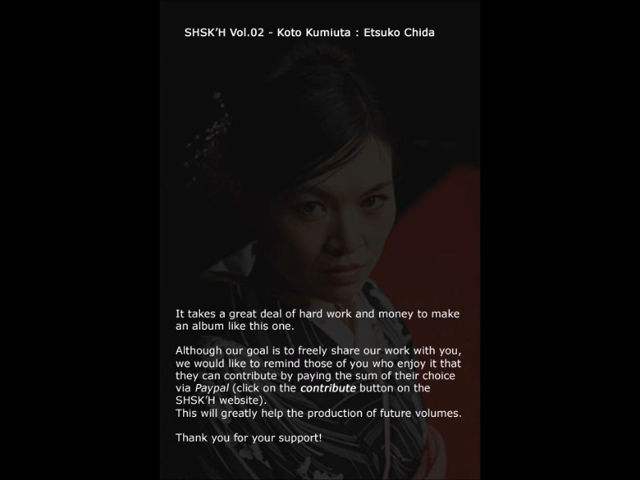 SHSK'H Vol.02 - Koto Kumiuta : Etsuko Chida
It takes a great deal of hard work and money to make
an album like this one.
Although our goal is to freely share our work with you,
we would like to remind those of you who enjoy it that
they can contribute by paying the sum of their choice
via Paypal (click on the contribute button on the
SHSK'H website).
This will greatly help the production of future volumes.
Thank you for your support!